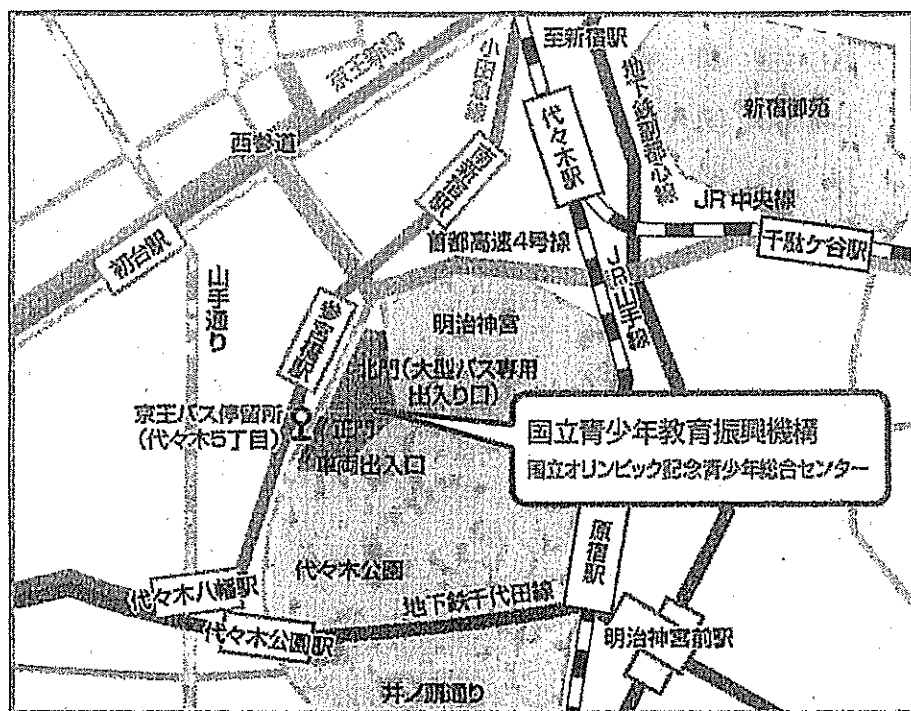 至新宿駅
京王新線
小田急線
代々木駅
地下鉄副都心線
新宿御苑
西参道
南新宿駅
JR中央線
初台駅
首都高速4号線
千駄ケ谷駅
山手通り
JR山手線
参宮橋駅
明治神宮
北門(大型バス専用
出入り口)
京王バス停留所
(代々木5丁目)
正門
車両出入口
国立青少年教育振興機構
国立オリンピック記念青少年総合センター
原宿駅
代々木公園
代々木八幡駅
地下鉄千代田線
代々木公園駅
明治神宮前駅
井ノ頭通り